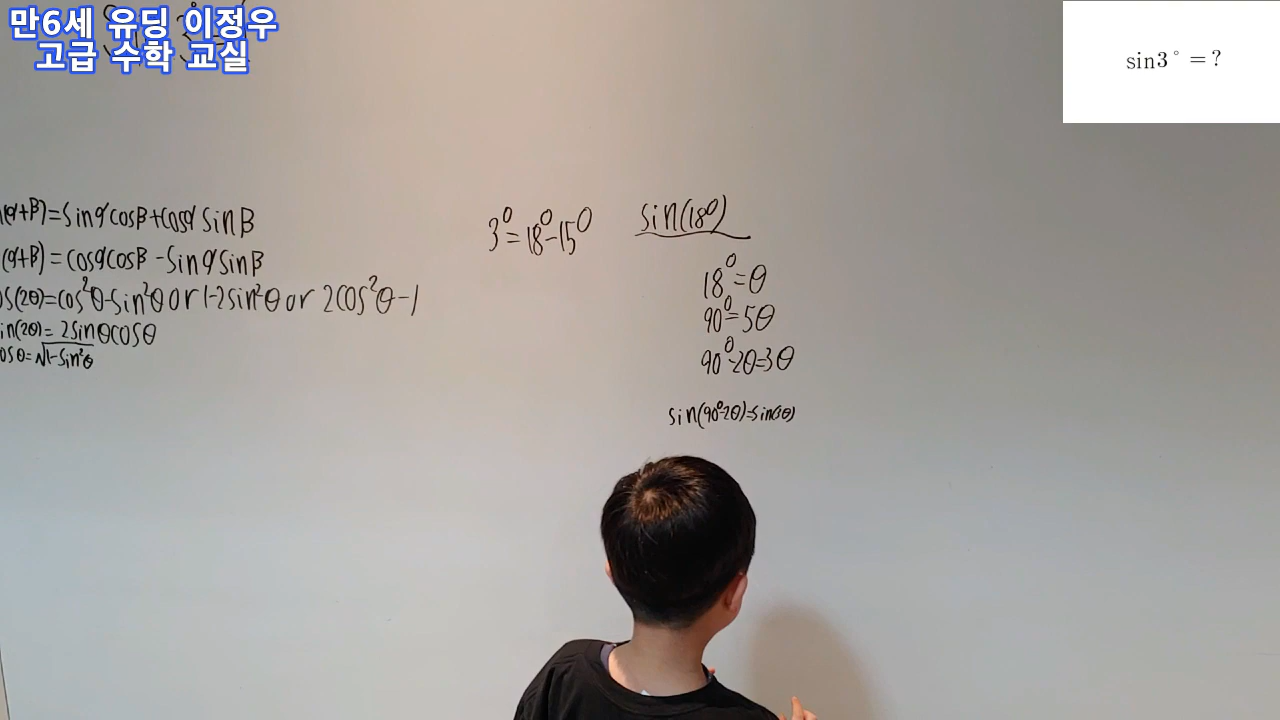 만6세 유딩 이정우
고급 수학 교실
sin3° = ?
(α+β)=sinαcosβ+cosα sinβ
(α+β)=cosαcosβ-sinαsinβ
os(2θ)=cos²θ-sin²θ or 1-2sin²θ or 2cos²θ-1
in(2θ)=2sinθcosθ
osθ=√1-sin²θ
3°=18°-15°
sin(18°)
18°=θ
90°=5θ
90°-2θ=3θ
sin(90°-2θ)=sin(3θ)